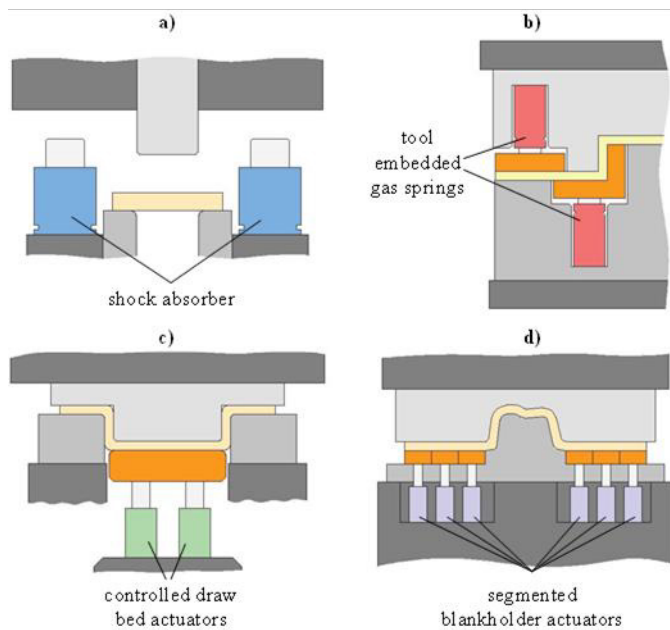 a)
b)
tool
embedded
gas springs
shock absorber
c)
d)
controlled draw
bed actuators
segmented
blankholder actuators